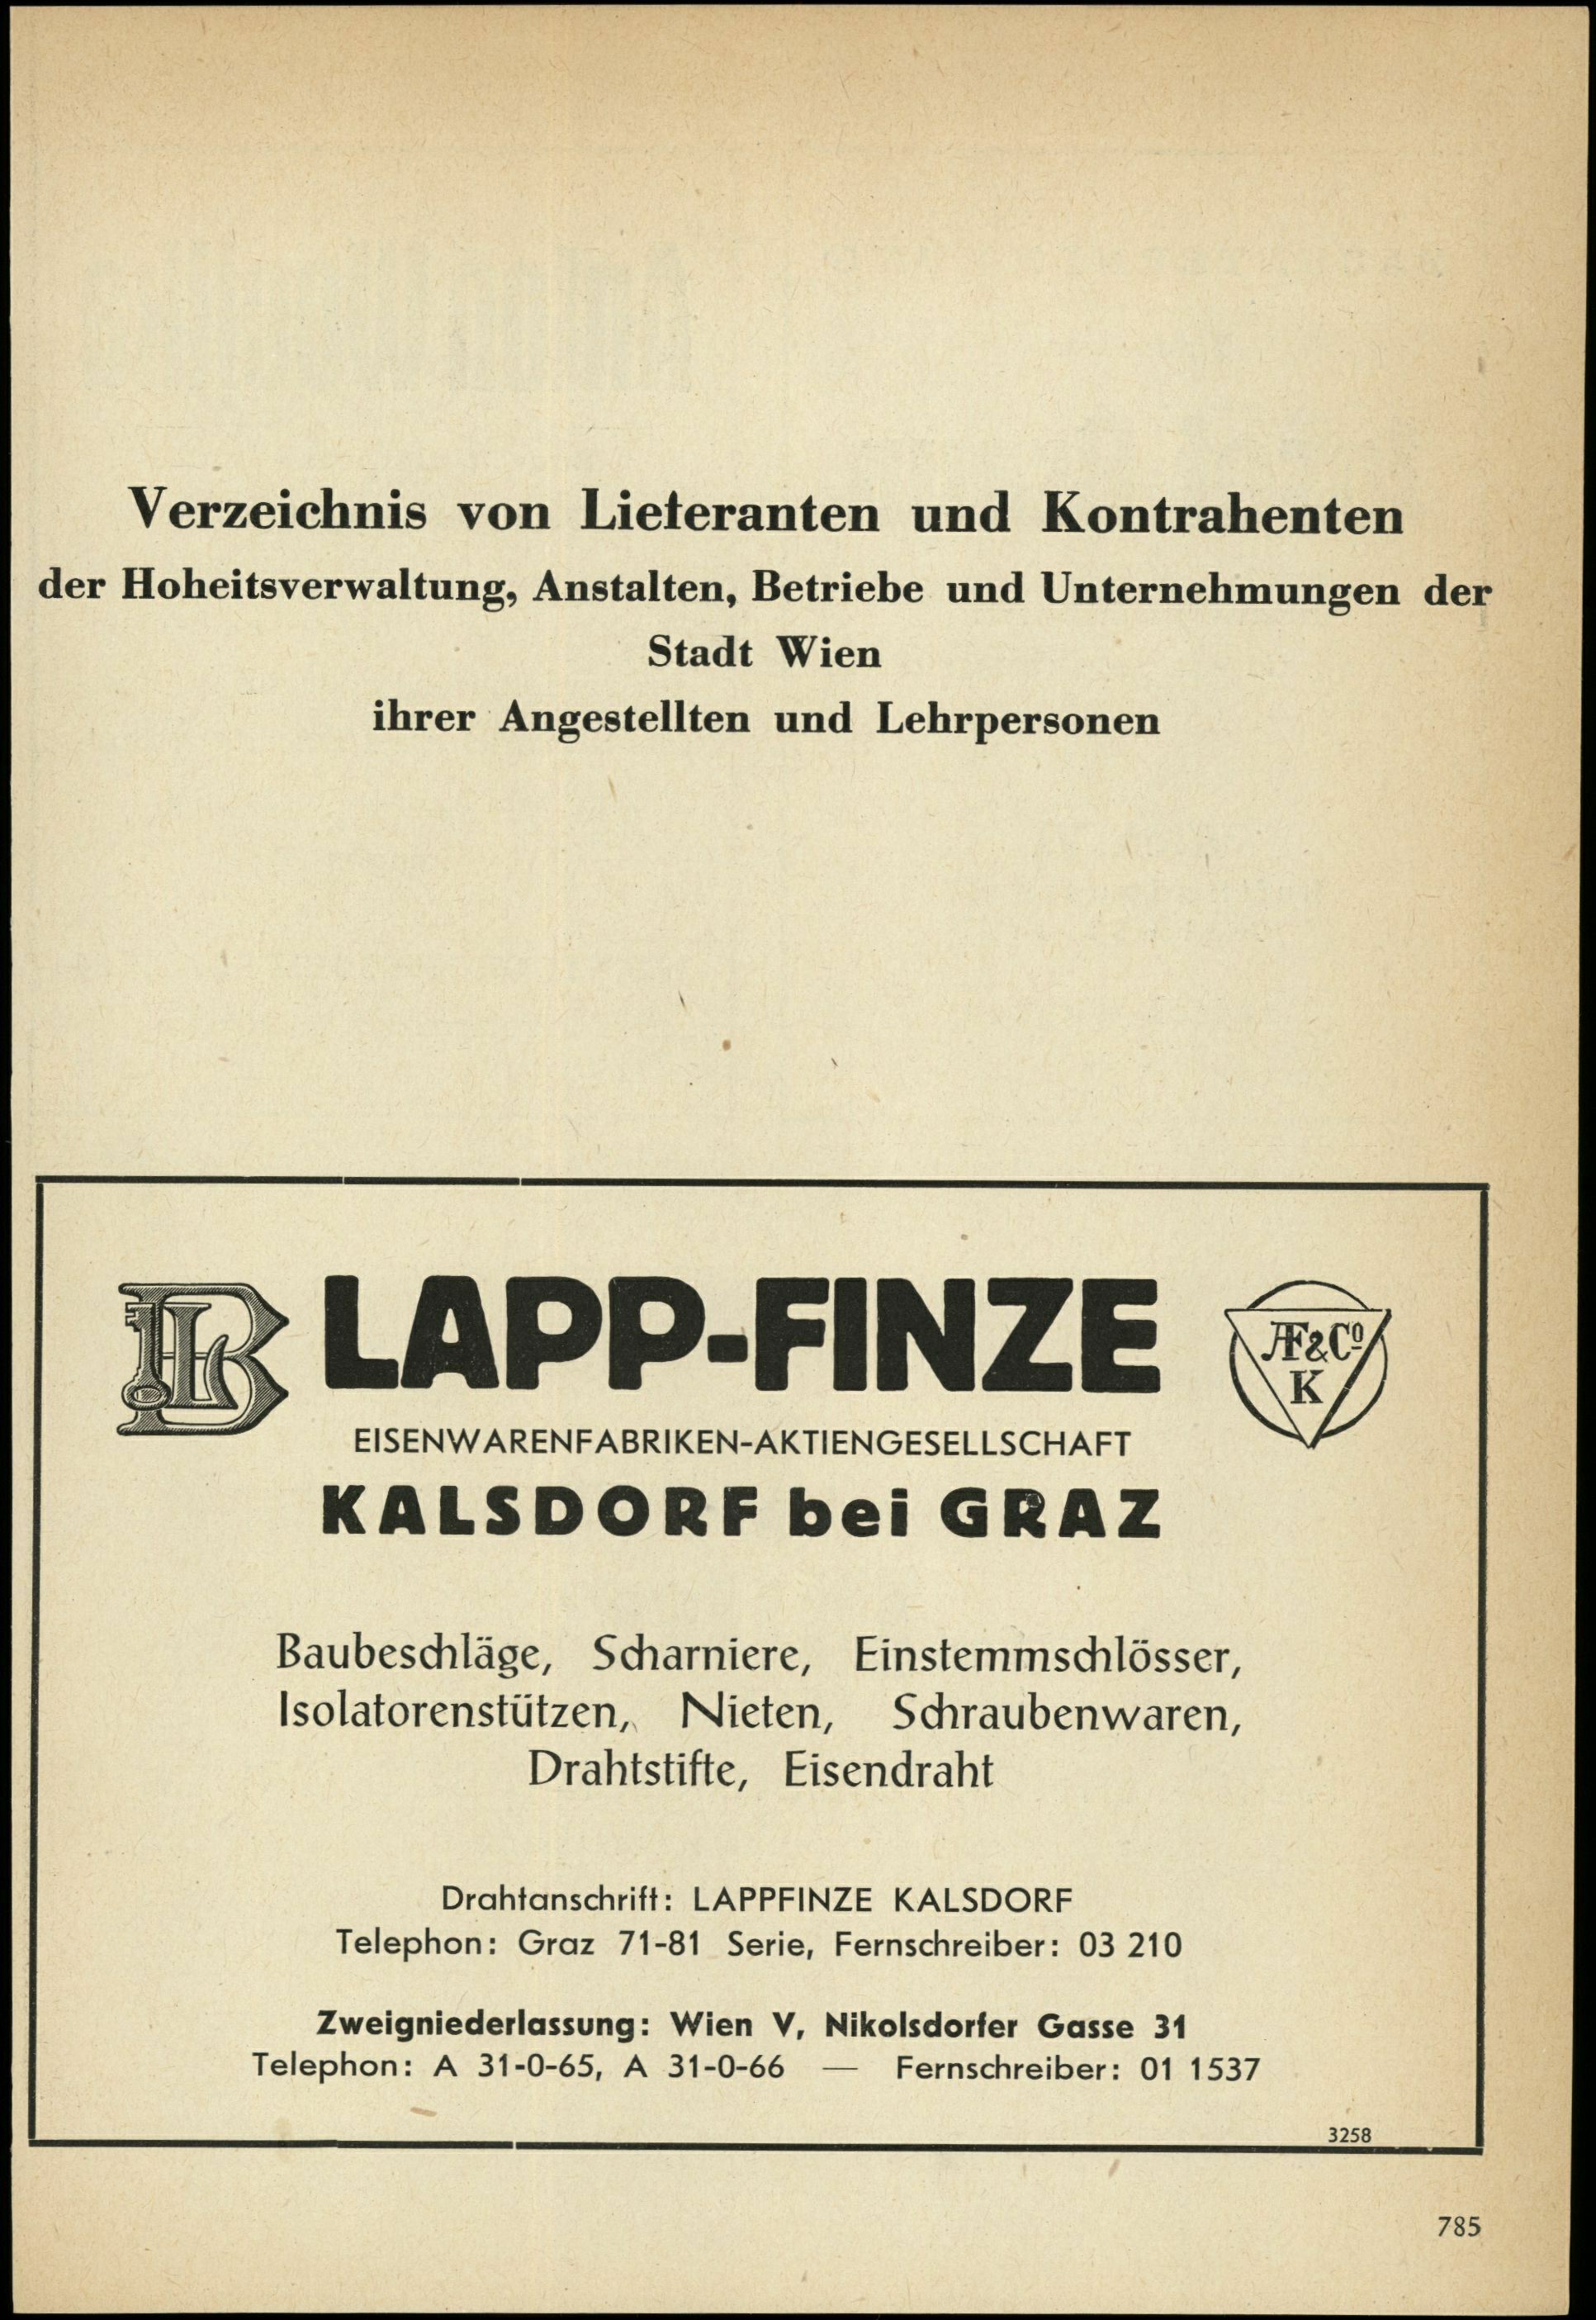 Verzeichnis von Lieferanten und Kontrahenten
der Hoheitsverwaltung, Anstalten, Betriebe und Unternehmungen der
Stadt Wien
ihrer Angestellten und Lehrpersonen
LAPP-FINZE
EISENWARENFABRIKEN-AKTIENGESELLSCHAFT
KALSDORF bei GRAZ
AF&Cº
K
Baubeschläge, Scharniere, Einstemmschlösser,
Isolatorenstützen, Nieten, Schraubenwaren,
Drahtstifte, Eisendraht
Drahtanschrift: LAPPFINZE KALSDORF
Telephon: Graz 71-81 Serie, Fernschreiber: 03 210
Zweigniederlassung: Wien V, Nikolsdorfer Gasse 31
Telephon: A 31-0-65, A 31-0-66 — Fernschreiber: 01 1537
3258
785